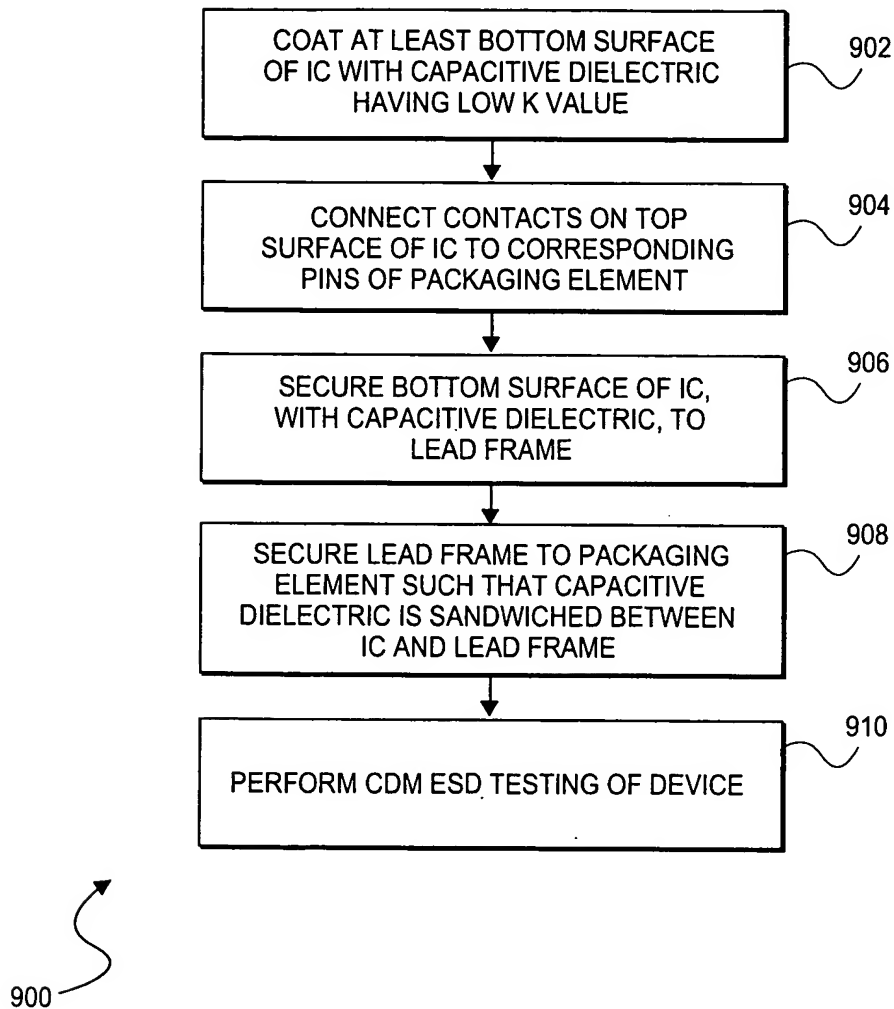 COAT AT LEAST BOTTOM SURFACE
OF IC WITH CAPACITIVE DIELECTRIC
HAVING LOW K VALUE
902
CONNECT CONTACTS ON TOP
SURFACE OF IC TO CORRESPONDING
PINS OF PACKAGING ELEMENT
904
SECURE BOTTOM SURFACE OF IC,
WITH CAPACITIVE DIELECTRIC, TO
LEAD FRAME
906
SECURE LEAD FRAME TO PACKAGING
ELEMENT SUCH THAT CAPACITIVE
DIELECTRIC IS SANDWICHED BETWEEN
IC AND LEAD FRAME
908
PERFORM CDM ESD TESTING OF DEVICE
910
900